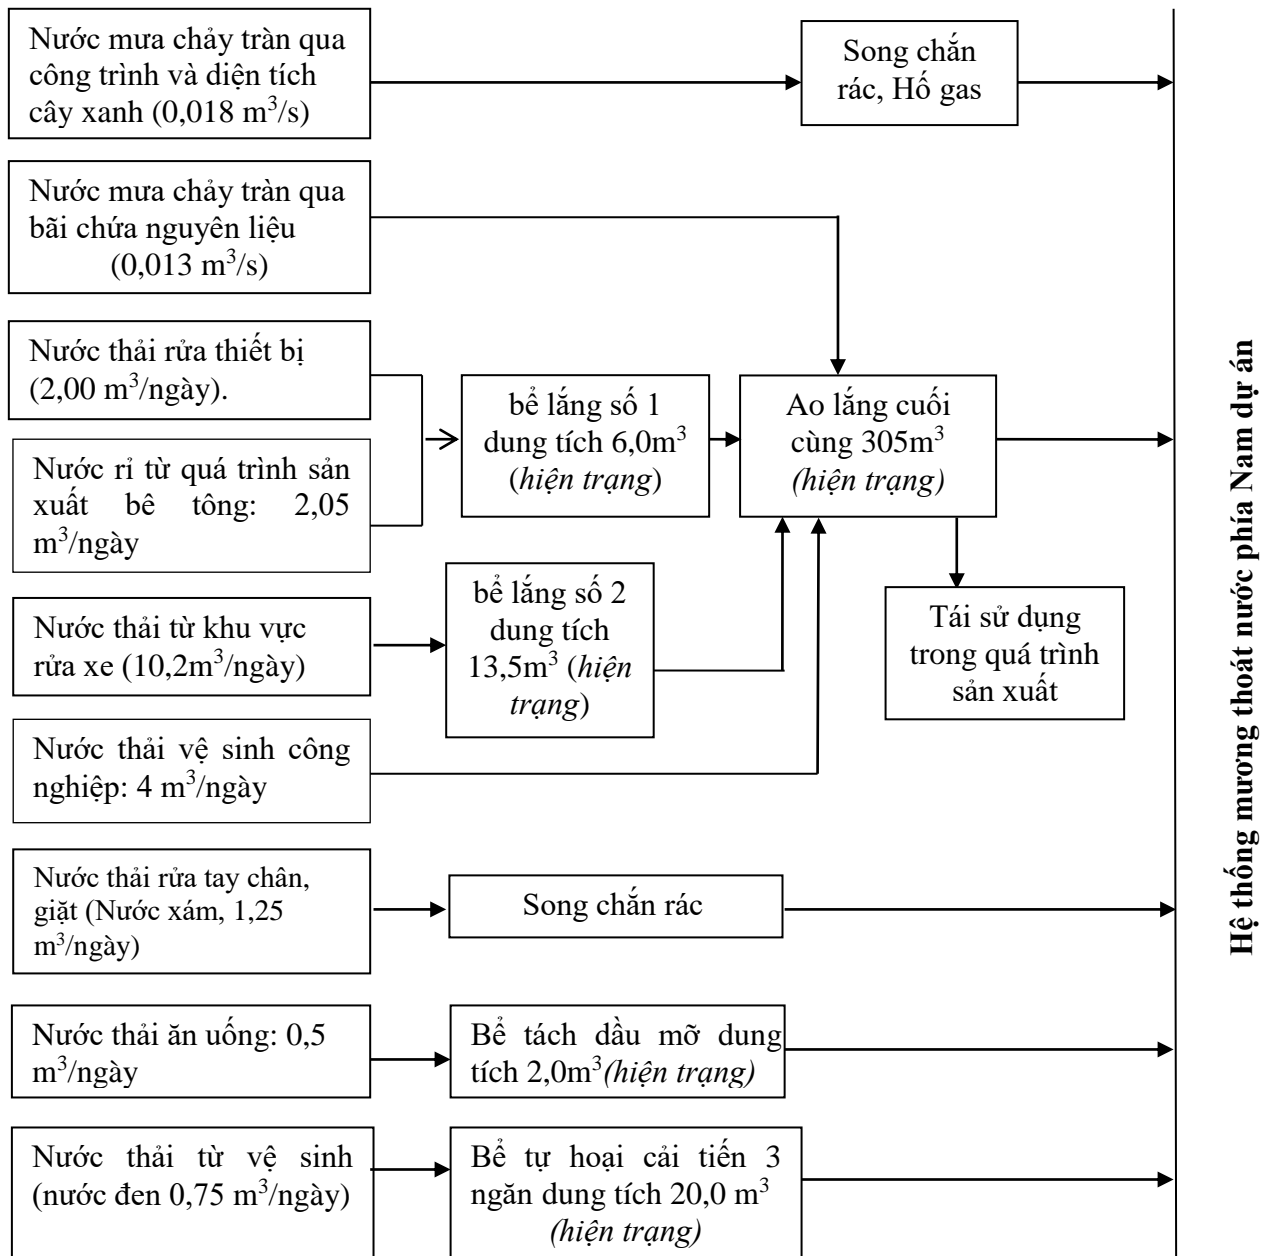 Nước mưa chảy tràn qua
công trình và diện tích
cây xanh (0,018 m³/s)
Song chắn
rác, Hố gas
Nước mưa chảy tràn qua
bãi chứa nguyên liệu
(0,013 m³/s)
Nước thải rửa thiết bị
(2,00 m³/ngày).
Nước rỉ từ quá trình sản
xuất bê tông: 2,05
m³/ngày
bể lắng số 1
dung tích 6,0m³
(hiện trạng)
Ao lắng cuối
cùng 305m³
(hiện trạng)
Nước thải từ khu vực
rửa xe (10,2m³/ngày)
bể lắng số 2
dung tích
13,5m³ (hiện
trạng)
Tái sử dụng
trong quá trình
sản xuất
Nước thải vệ sinh công
nghiệp: 4 m³/ngày
Nước thải rửa tay chân,
giặt (Nước xám, 1,25
m³/ngày)
Song chắn rác
Nước thải ăn uống: 0,5
m³/ngày
Bể tách dầu mỡ dung
tích 2,0m³(hiện trạng)
Nước thải từ vệ sinh
(nước đen 0,75 m³/ngày)
Bể tự hoại cải tiến 3
ngăn dung tích 20,0 m³
(hiện trạng)
Hệ thống mương thoát nước phía Nam dự án